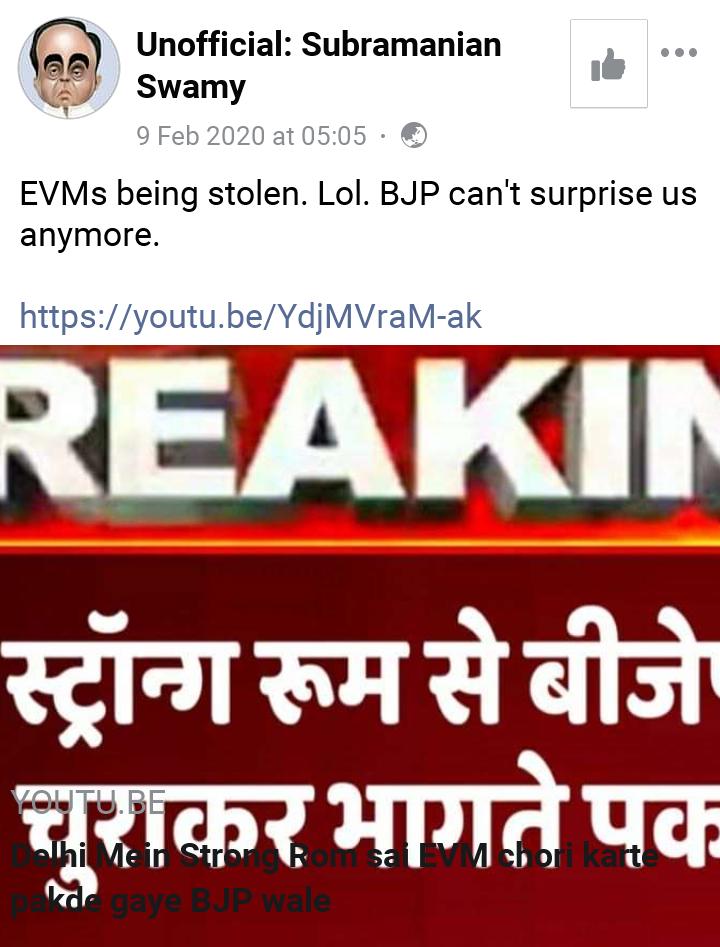 Unofficial: Subramanian
Swamy
9 Feb 2020 at 05:05 ·
EVMs being stolen. Lol. BJP can't surprise us
anymore.
https://youtu.be/YdjMVraM-ak
REAKIN
स्ट्रॉन्ग रूम से बीजे
YOUTU.BE
चुराकर भागते पक
Delhi Mein Strong Rom sai EVM chori karte
pakde gaye BJP wale